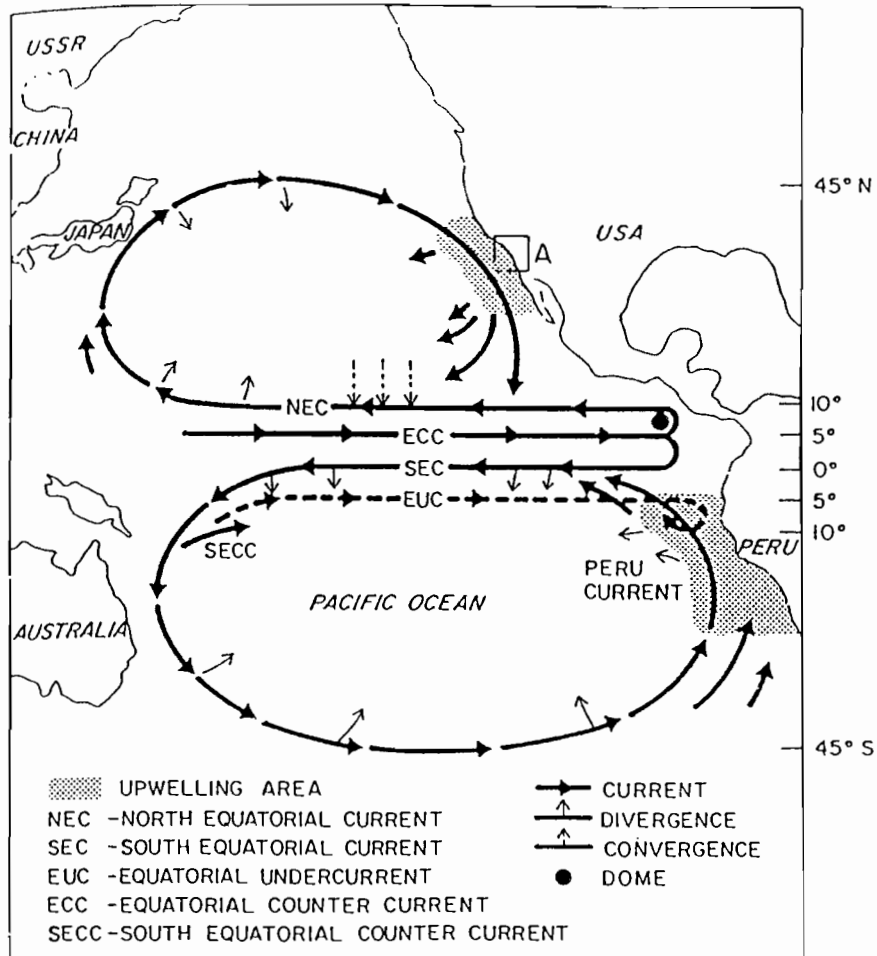 USSR
CHINA
JAPAN
45° N
USA
A
NEC
10°
ECC
5°
SEC
0°
EUC
5°
SECC
10°
PERU
PERU
CURRENT
PACIFIC OCEAN
AUSTRALIA
45° S
UPWELLING AREA
NEC -NORTH EQUATORIAL CURRENT
SEC -SOUTH EQUATORIAL CURRENT
EUC -EQUATORIAL UNDERCURRENT
ECC -EQUATORIAL COUNTER CURRENT
SECC-SOUTH EQUATORIAL COUNTER CURRENT
CURRENT
DIVERGENCE
CONVERGENCE
DOME